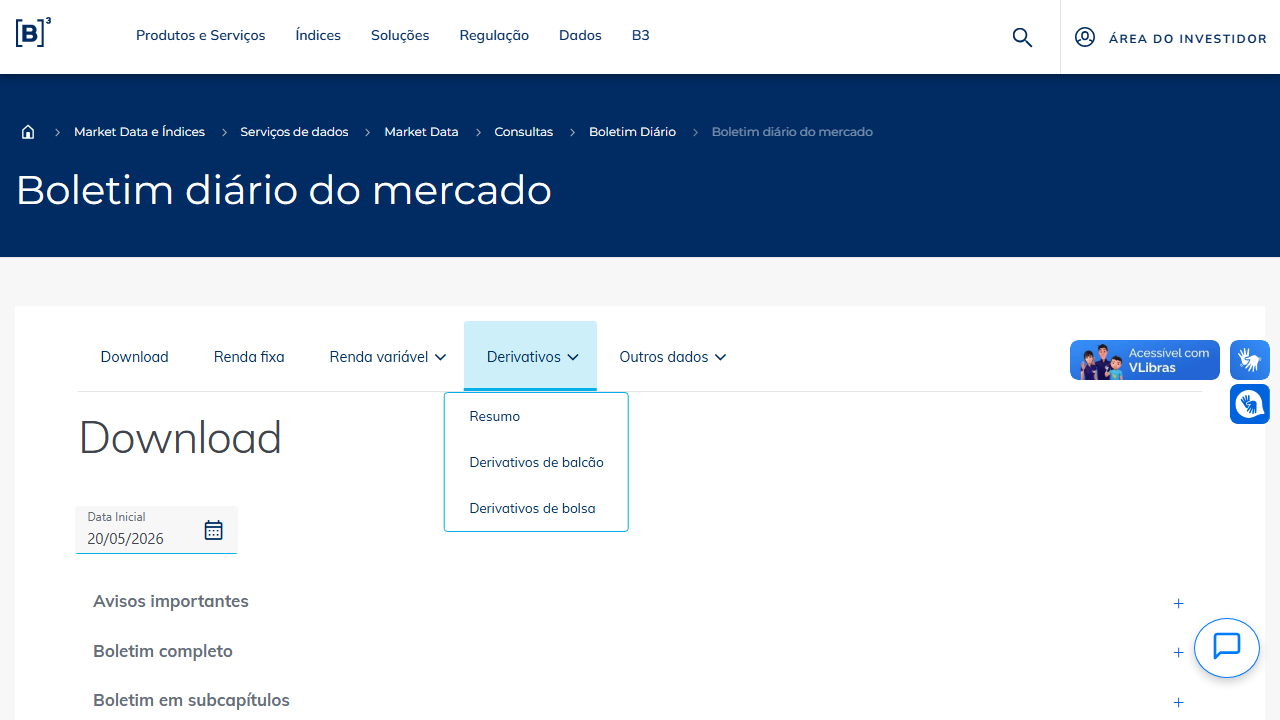 [B]³
Produtos e Serviços Índices Soluções Regulação Dados B3
ÁREA DO INVESTIDOR
Market Data e Índices > Serviços de dados > Market Data > Consultas > Boletim Diário > Boletim diário do mercado
Boletim diário do mercado
Download Renda fixa Renda variável Derivativos Outros dados
Acessível com
VLibras
Resumo
Derivativos de balcão
Derivativos de bolsa
Download
Data Inicial
20/05/2026
Avisos importantes +
Boletim completo +
Boletim em subcapítulos +